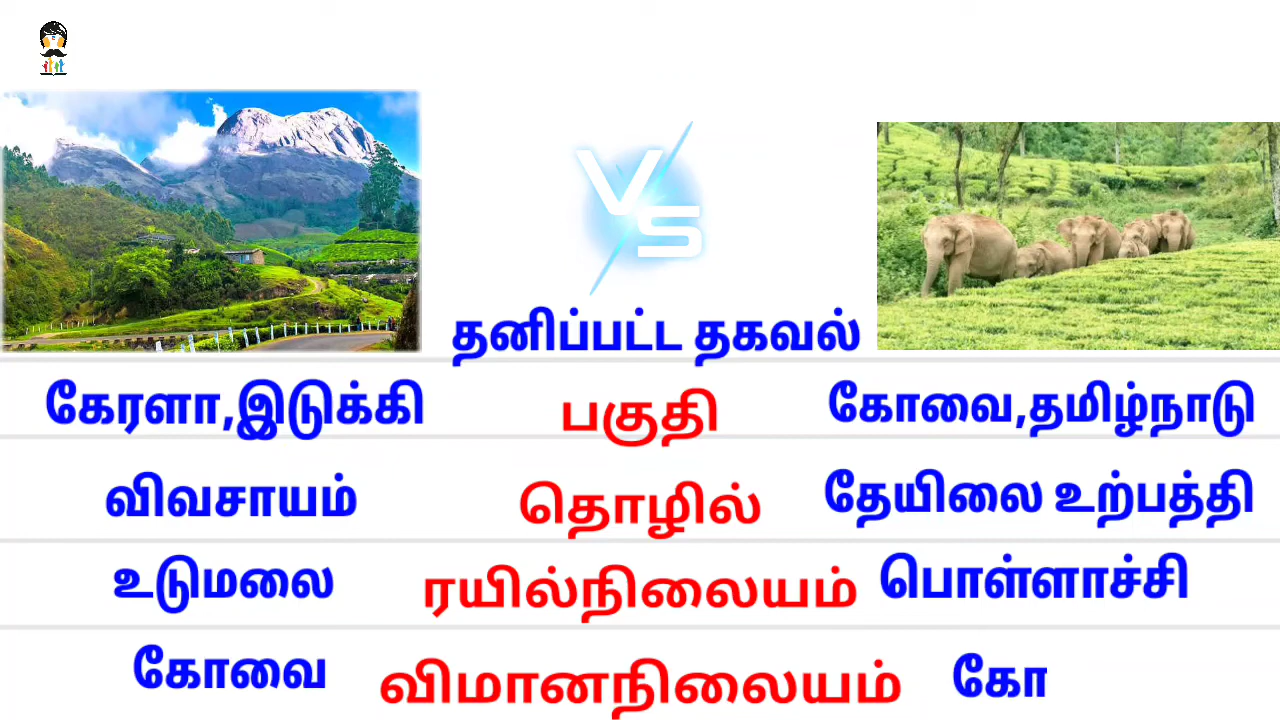 VS
தனிப்பட்ட தகவல்
கேரளா,இடுக்கி பகுதி கோவை,தமிழ்நாடு
விவசாயம் தொழில் தேயிலை உற்பத்தி
உடுமலை ரயில்நிலையம் பொள்ளாச்சி
கோவை விமானநிலையம் கோ